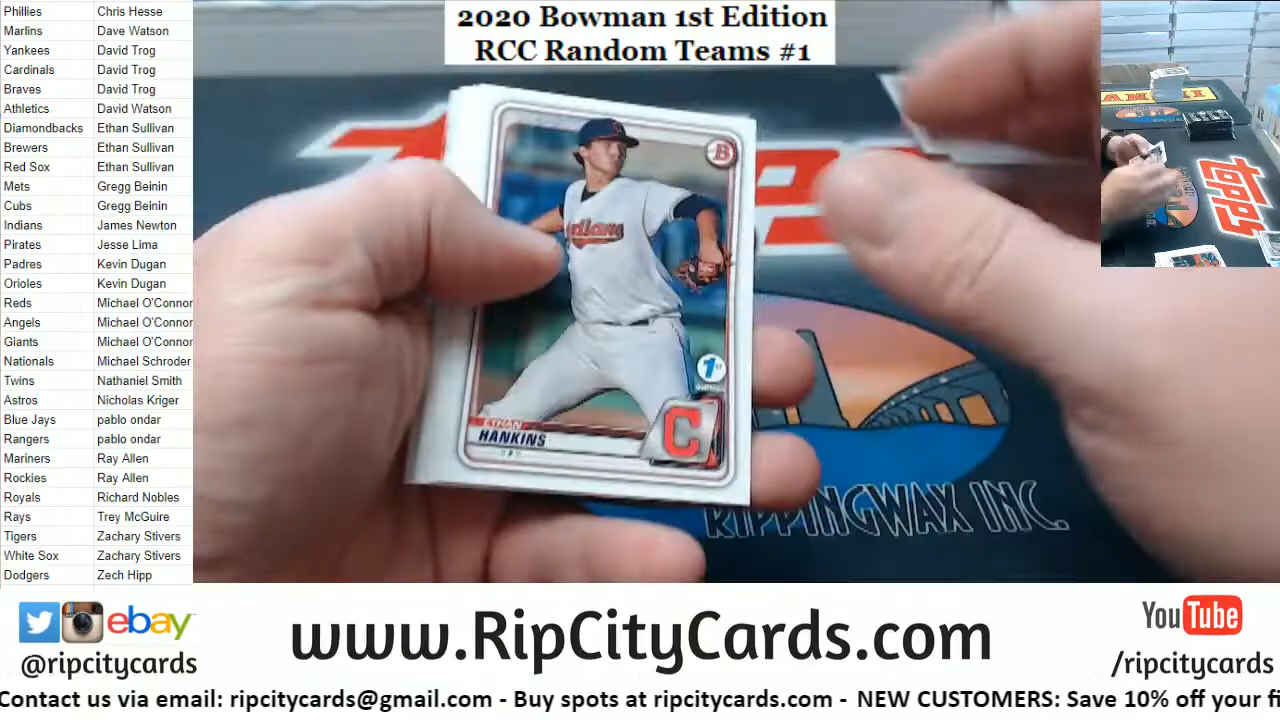 2020 Bowman 1st Edition
RCC Random Teams #1
Phillies Chris Hesse
Marlins Dave Watson
Yankees David Trog
Cardinals David Trog
Braves David Trog
Athletics David Watson
Diamondbacks Ethan Sullivan
Brewers Ethan Sullivan
Red Sox Ethan Sullivan
Mets Gregg Beinin
Cubs Gregg Beinin
Indians James Newton
Pirates Jesse Lima
Padres Kevin Dugan
Orioles Kevin Dugan
Reds Michael O'Connor
Angels Michael O'Connor
Giants Michael O'Connor
Nationals Michael Schroder
Twins Nathaniel Smith
Astros Nicholas Kriger
Blue Jays pablo ondar
Rangers pablo ondar
Mariners Ray Allen
Rockies Ray Allen
Royals Richard Nobles
Rays Trey McGuire
Tigers Zachary Stivers
White Sox Zachary Stivers
Dodgers Zech Hipp
B
Indians
1st
ETHAN
HANKINS
C
RIPPINGWAX INC.
topps
ebay
@ripcitycards
www.RipCityCards.com
YouTube
/ripcitycards
Contact us via email: ripcitycards@gmail.com - Buy spots at ripcitycards.com - NEW CUSTOMERS: Save 10% off your fi